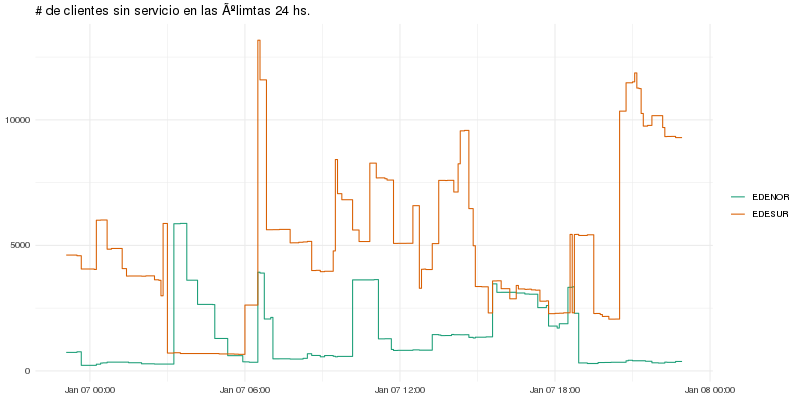 # de clientes sin servicio en las Ãºlimtas 24 hs.
10000
5000
0
Jan 07 00:00
Jan 07 06:00
Jan 07 12:00
Jan 07 18:00
Jan 08 00:00
EDENOR
EDESUR